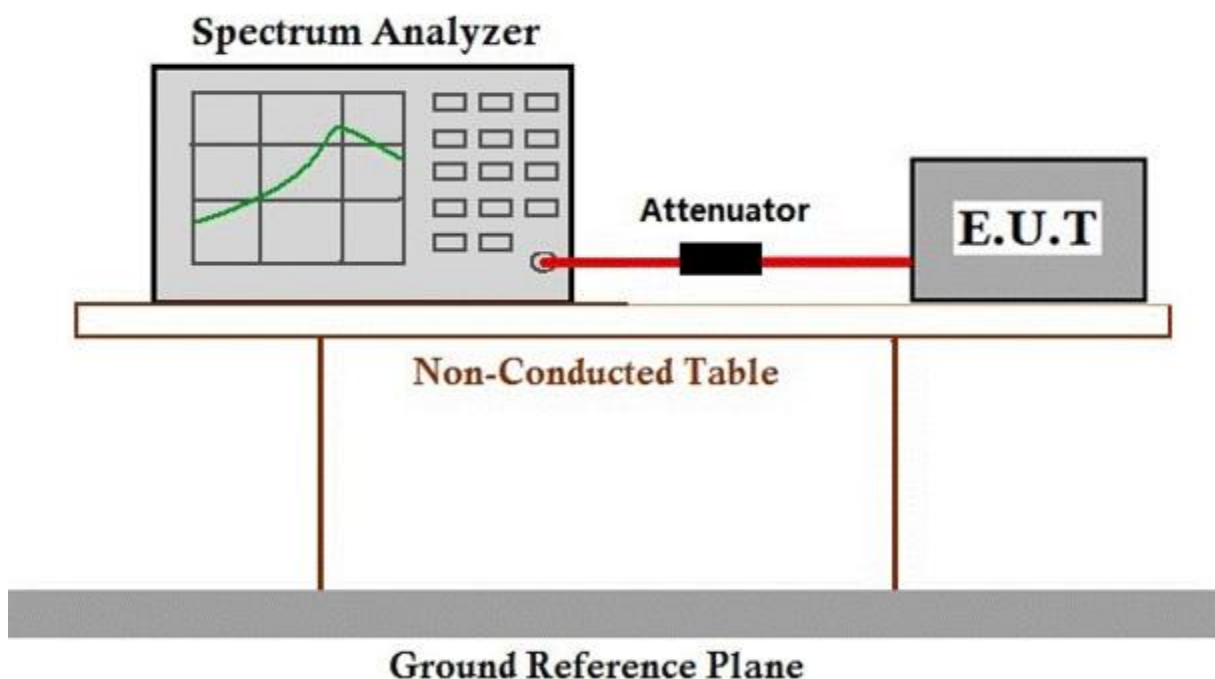 Spectrum Analyzer
Attenuator
E.U.T
Non-Conducted Table
Ground Reference Plane